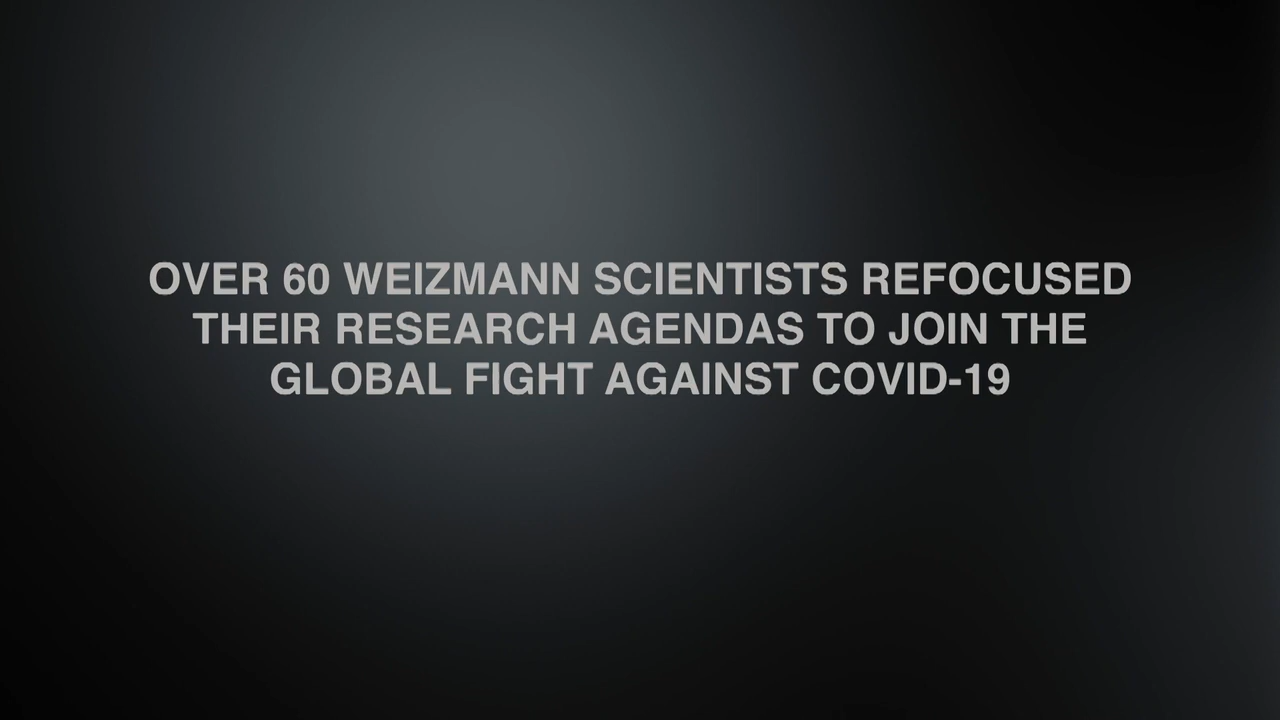 OVER 60 WEIZMANN SCIENTISTS REFOCUSED
THEIR RESEARCH AGENDAS TO JOIN THE
GLOBAL FIGHT AGAINST COVID-19